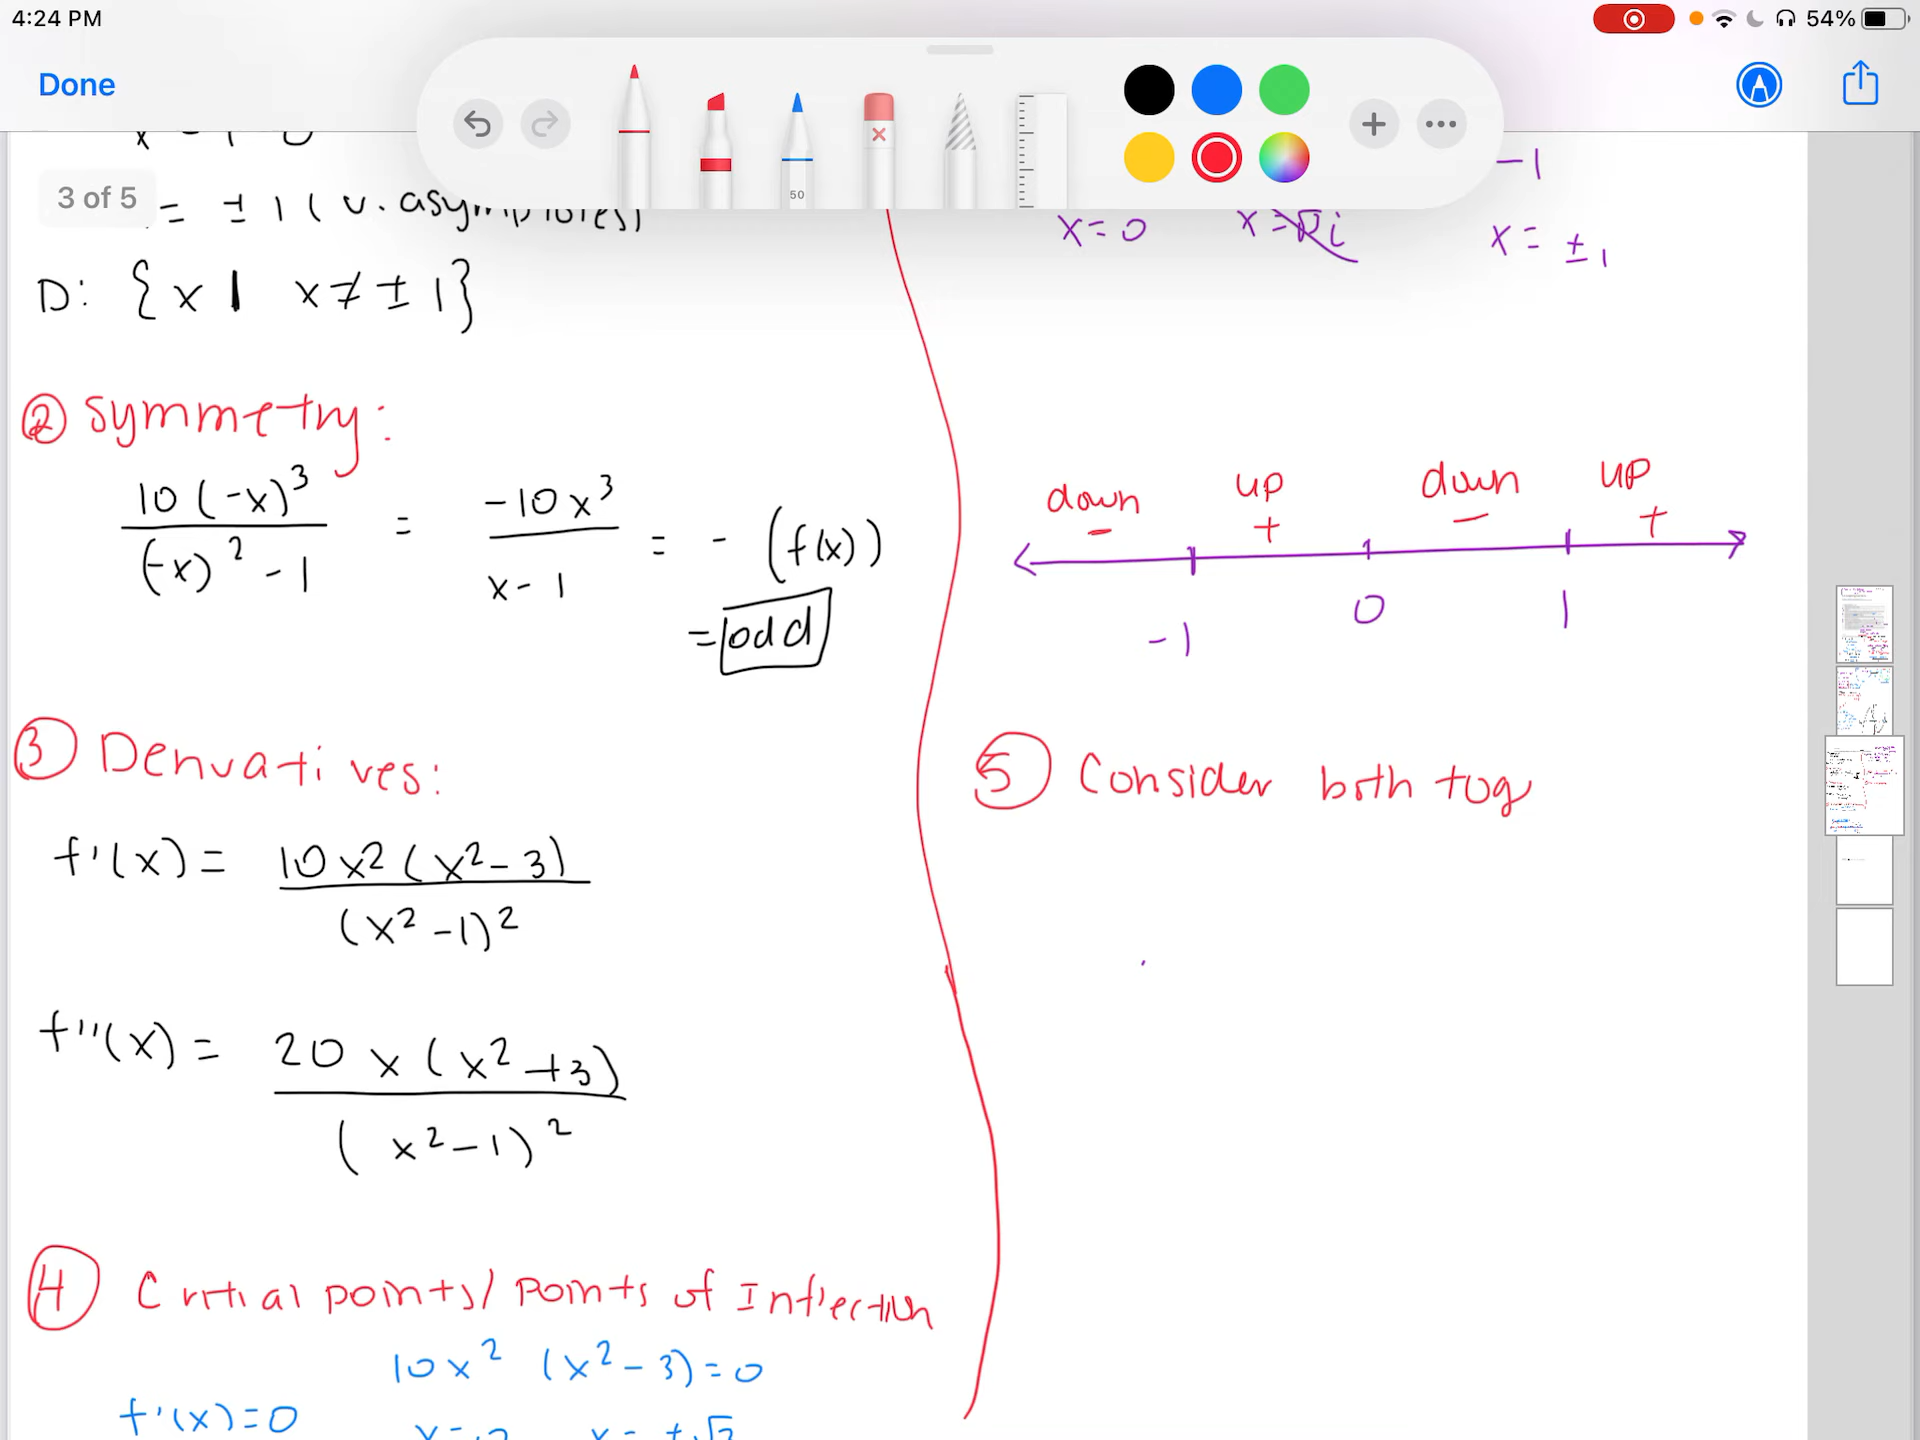 4:24 PM
54%
Done
50
3 of 5
= ± 1 ( v. asymptotes)
D: { x | x ≠ ± 1}
② Symmetry:
10 (-x)³ / (-x)² - 1 = -10x³ / x - 1 = - (f(x))
= odd
③ Derivatives:
f'(x) = 10x² (x² - 3) / (x² - 1)²
f''(x) = 20 x (x² + 3) / (x² - 1)²
④ Critial points/ points of Inflection
10x² (x² - 3) = 0
f'(x) = 0
-1
x = 0
x = ± 1
down up down up
- + - +
-1 0 1
⑤ Consider both tog